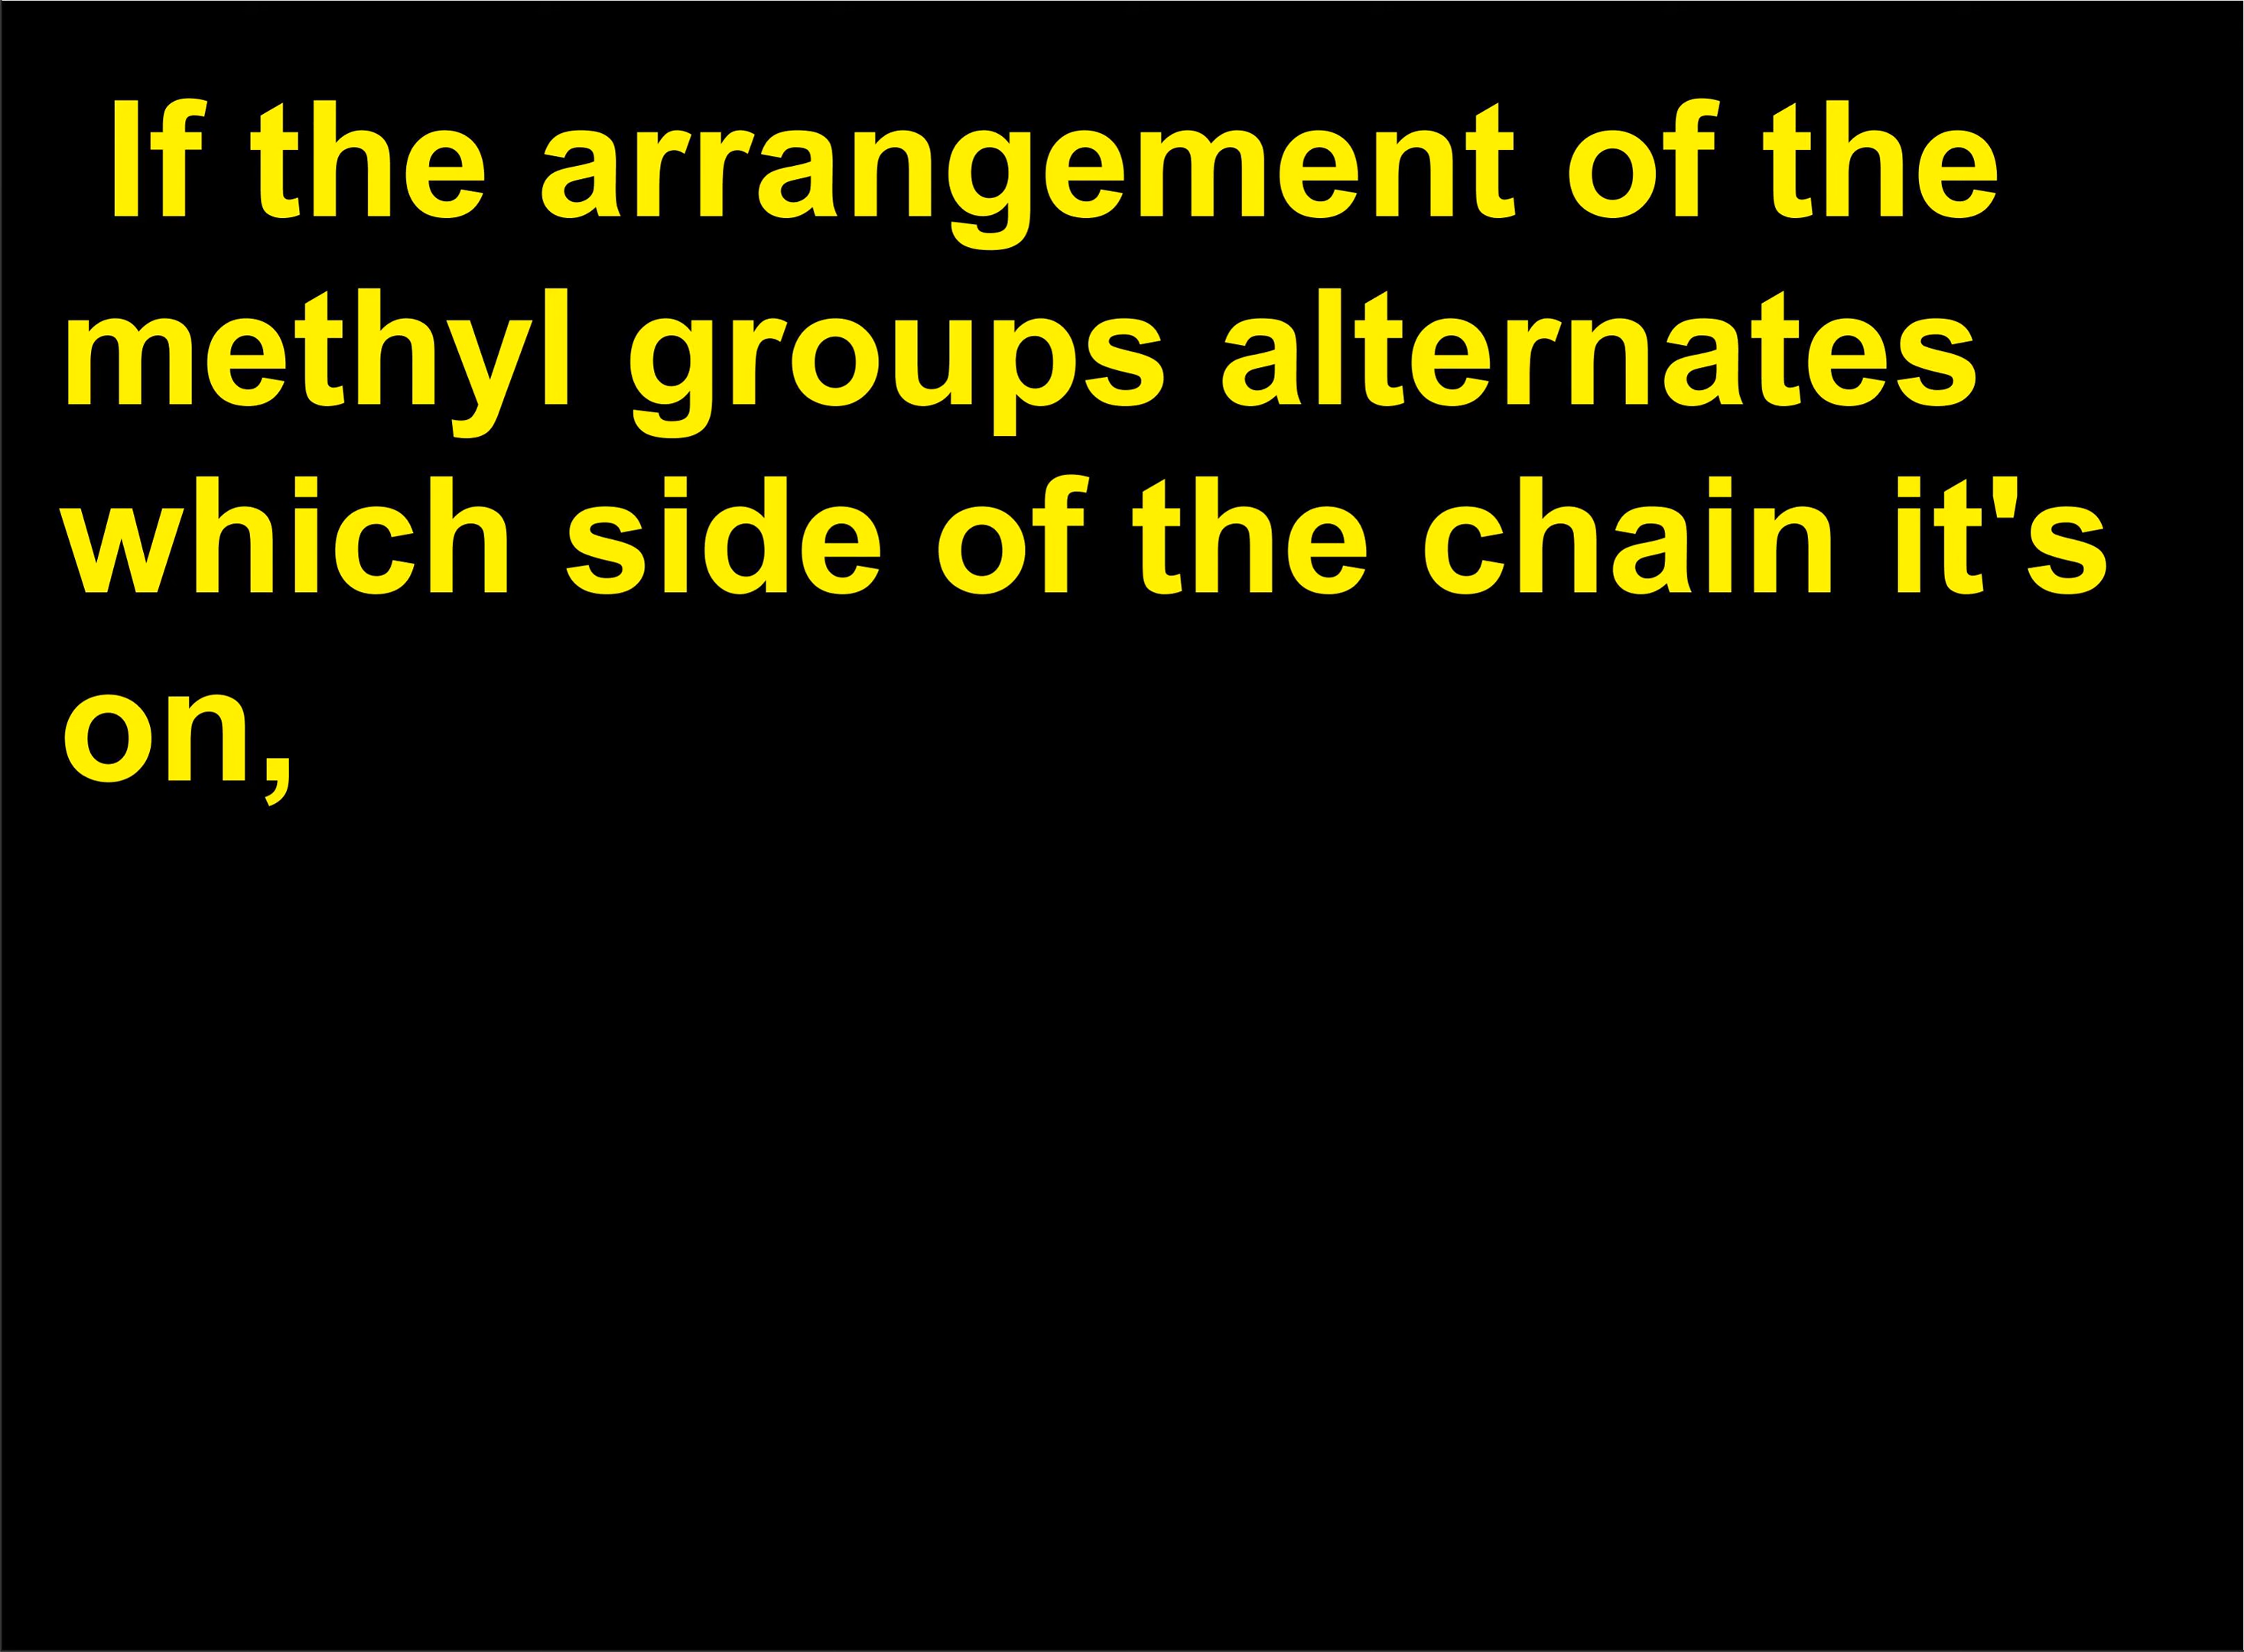 If the arrangement of the
methyl groups alternates
which side of the chain it's
on,